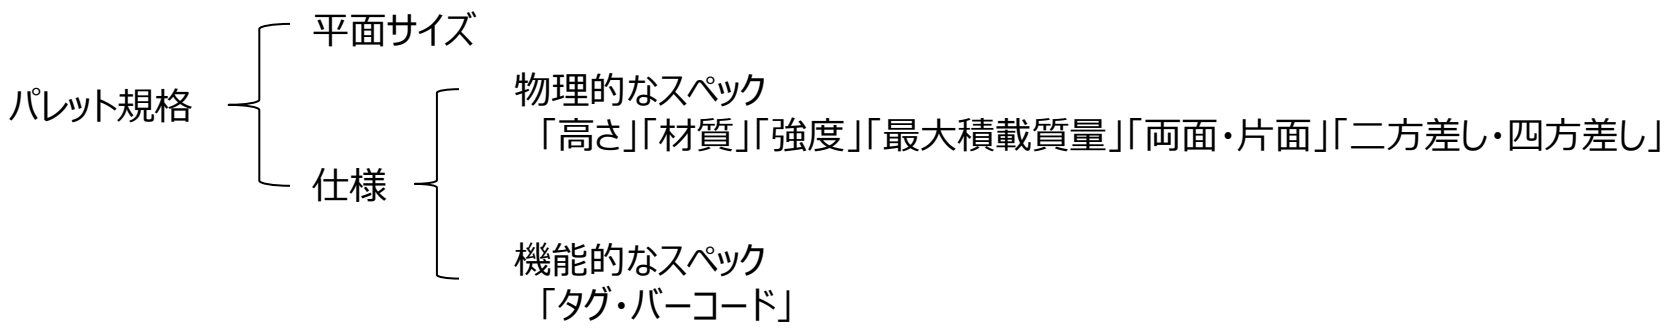 平面サイズ
パレット規格
物理的なスペック
「高さ」「材質」「強度」「最大積載質量」「両面・片面」「二方差し・四方差し」
仕様
機能的なスペック
「タグ・バーコード」